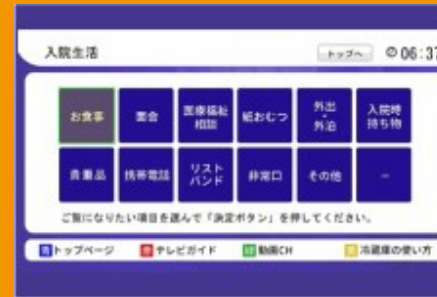 入院生活
トップへ
06:37
お食事
面会
医療福祉
相談
紙おむつ
外出
・
外泊
入院時
持ち物
貴重品
携帯電話
リスト
バンド
非常口
その他
－
ご覧になりたい項目を選んで「決定ボタン」を押してください。
青 トップページ 赤 テレビガイド 緑 動画CH 黄 冷蔵庫の使い方